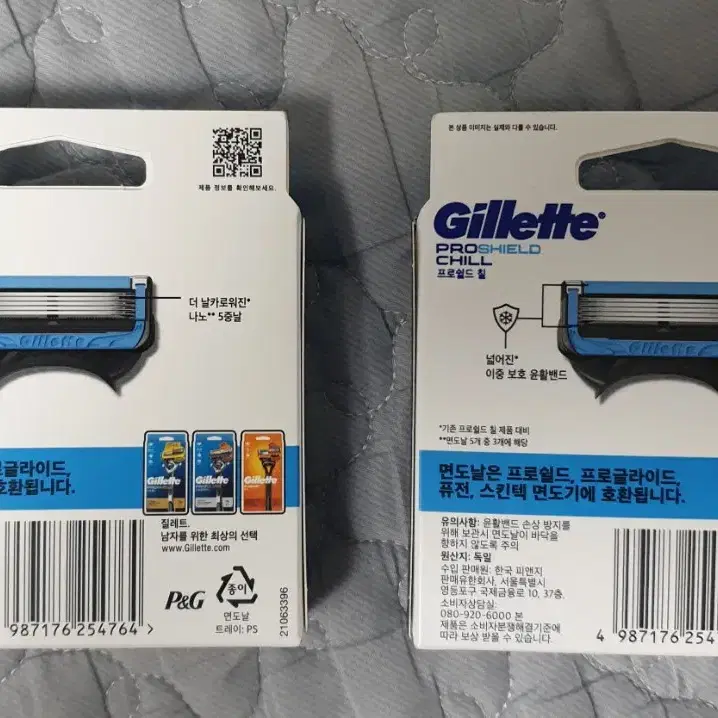 제품 정보를 확인해보세요.
더 날카로워진*
나노** 5중날
Gillette
글라이드,
호환됩니다.
Gillette
Gillette
Gillette
질레트.
남자를 위한 최상의 선택
www.Gillette.com
P&G
종이
면도날
트레이: PS
21063396
987176 254764 >
본 상품 이미지는 실제와 다를 수 있습니다.
Gillette
PROSHIELD
CHILL
프로쉴드 칠
넓어진*
이중 보호 윤활밴드
Gillette
*기존 프로쉴드 칠 제품 대비
**면도날 5개 중 3개에 해당
면도날은 프로쉴드, 프로글라이드,
퓨전, 스킨텍 면도기에 호환됩니다.
유의사항: 윤활밴드 손상 방지를
위해 보관시 면도날이 바닥을
향하지 않도록 주의
원산지: 독일
수입 판매원: 한국 피앤지
판매유한회사, 서울특별시
영등포구 국제금융로 10, 37층.
소비자상담실:
080-920-6000 본
제품은 소비자분쟁해결기준에
따라 보상 받을 수 있습니다.
4 987176 254